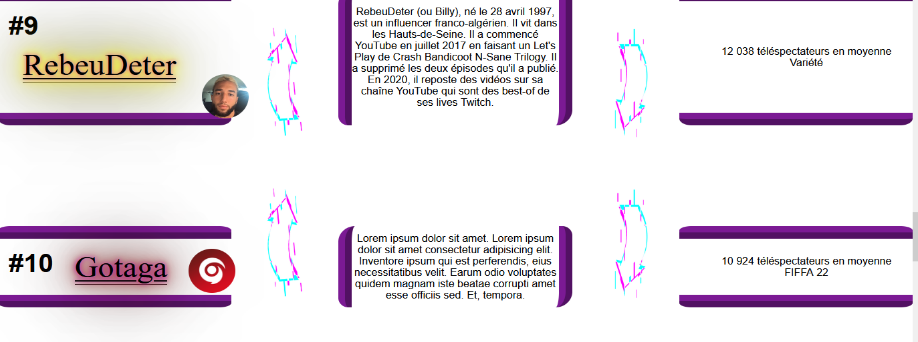 #9
RebeuDeter
RebeuDeter (ou Billy), né le 28 avril 1997,
est un influencer franco-algérien. Il vit dans
les Hauts-de-Seine. Il a commencé
YouTube en juillet 2017 en faisant un Let's
Play de Crash Bandicoot N-Sane Trilogy. Il
a supprimé les deux épisodes qu'il a publié.
En 2020, il reposte des vidéos sur sa
chaîne YouTube qui sont des best-of de
ses lives Twitch.
12 038 téléspectateurs en moyenne
Variété
#10
Gotaga
Lorem ipsum dolor sit amet. Lorem ipsum
dolor sit amet consectetur adipisicing elit.
Inventore ipsum qui est perferendis, eius
necessitatibus velit. Earum odio voluptates
quidem magnam iste beatae corrupti amet
esse officiis sed. Et, tempora.
10 924 téléspectateurs en moyenne
FIFFA 22